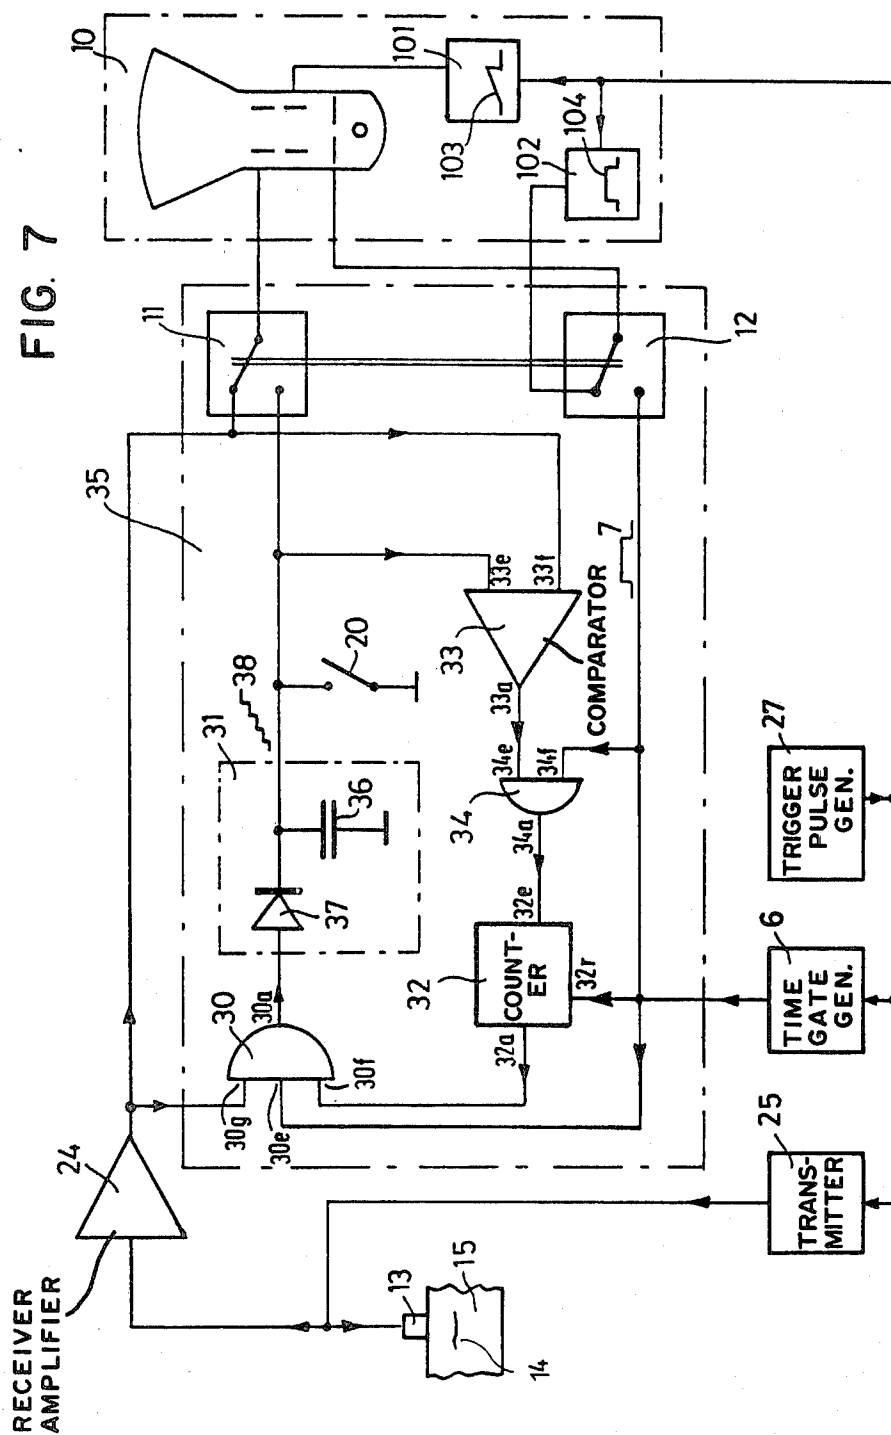 FIG. 7
10
101
103
102
104
11
12
35
38
31
20
36
37
33
33e
33f
33a
COMPARATOR
7
34
34e
34f
34a
32
32e
COUNT-
ER
32r
32a
30
30a
30g
30e
30f
24
RECEIVER
AMPLIFIER
13
15
14
25
TRANS-
MITTER
6
TIME
GATE
GEN.
27
TRIGGER
PULSE
GEN.